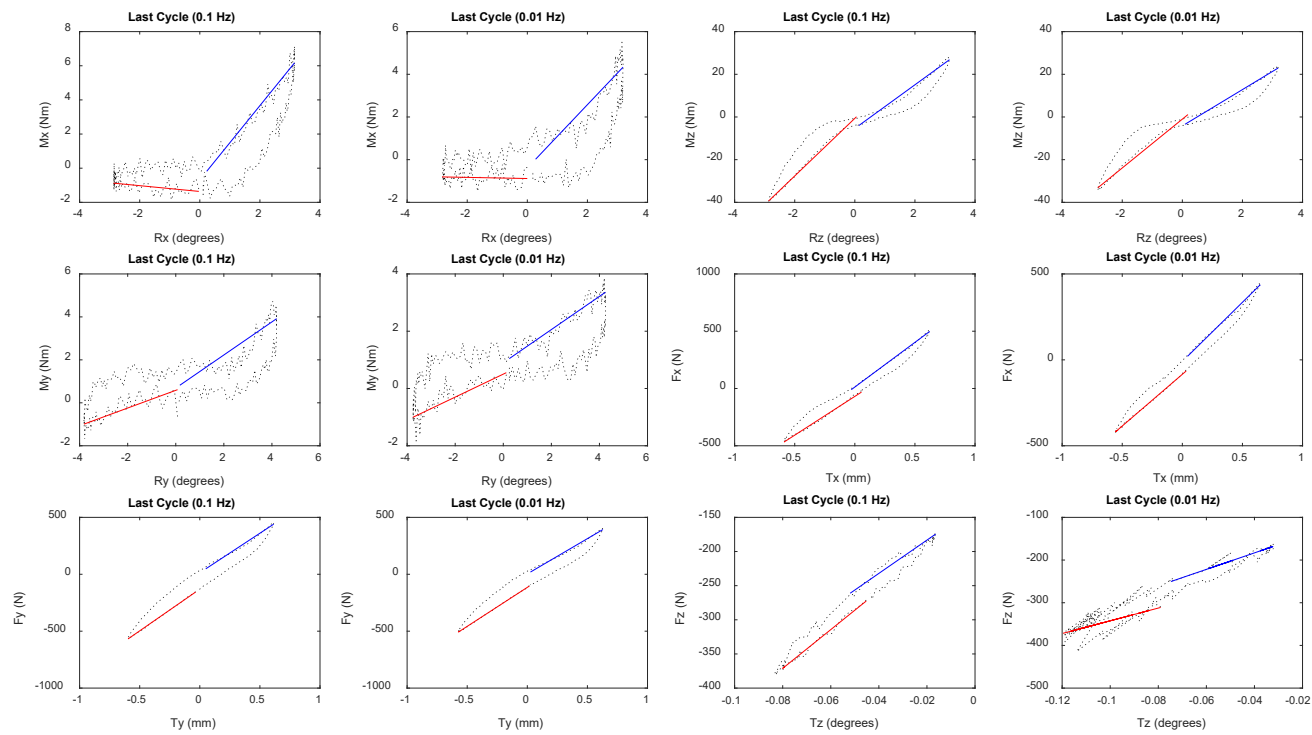 Last Cycle (0.1 Hz)
8
6
4
2
0
-2
Mx (Nm)
-4 -2 0 2 4
Rx (degrees)
Last Cycle (0.01 Hz)
6
4
2
0
-2
Mx (Nm)
-4 -2 0 2 4
Rx (degrees)
Last Cycle (0.1 Hz)
40
20
0
-20
-40
Mz (Nm)
-4 -2 0 2 4
Rz (degrees)
Last Cycle (0.01 Hz)
40
20
0
-20
-40
Mz (Nm)
-4 -2 0 2 4
Rz (degrees)
Last Cycle (0.1 Hz)
6
4
2
0
-2
My (Nm)
-4 -2 0 2 4 6
Ry (degrees)
Last Cycle (0.01 Hz)
4
2
0
-2
My (Nm)
-4 -2 0 2 4 6
Ry (degrees)
Last Cycle (0.1 Hz)
1000
500
0
-500
Fx (N)
-1 -0.5 0 0.5 1
Tx (mm)
Last Cycle (0.01 Hz)
500
0
-500
Fx (N)
-1 -0.5 0 0.5 1
Tx (mm)
Last Cycle (0.1 Hz)
500
0
-500
-1000
Fy (N)
-1 -0.5 0 0.5 1
Ty (mm)
Last Cycle (0.01 Hz)
500
0
-500
-1000
Fy (N)
-1 -0.5 0 0.5 1
Ty (mm)
Last Cycle (0.1 Hz)
-150
-200
-250
-300
-350
-400
Fz (N)
-0.1 -0.08 -0.06 -0.04 -0.02 0
Tz (degrees)
Last Cycle (0.01 Hz)
-100
-200
-300
-400
-500
Fz (N)
-0.12 -0.1 -0.08 -0.06 -0.04 -0.02
Tz (degrees)